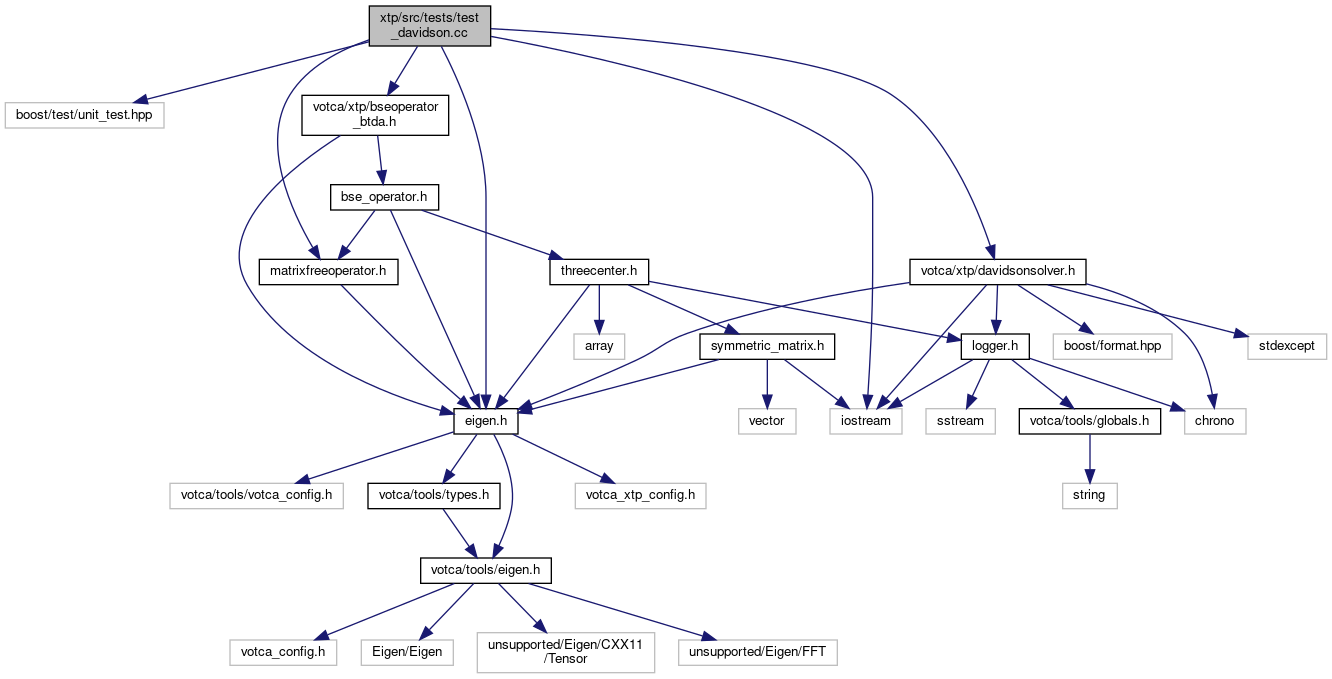 xtp/src/tests/test
_davidson.cc
boost/test/unit_test.hpp
votca/xtp/bseoperator
_btda.h
bse_operator.h
matrixfreeoperator.h
threecenter.h
votca/xtp/davidsonsolver.h
array
symmetric_matrix.h
logger.h
boost/format.hpp
stdexcept
eigen.h
vector
iostream
sstream
votca/tools/globals.h
chrono
votca/tools/votca_config.h
votca/tools/types.h
votca_xtp_config.h
string
votca/tools/eigen.h
votca_config.h
Eigen/Eigen
unsupported/Eigen/CXX11
/Tensor
unsupported/Eigen/FFT